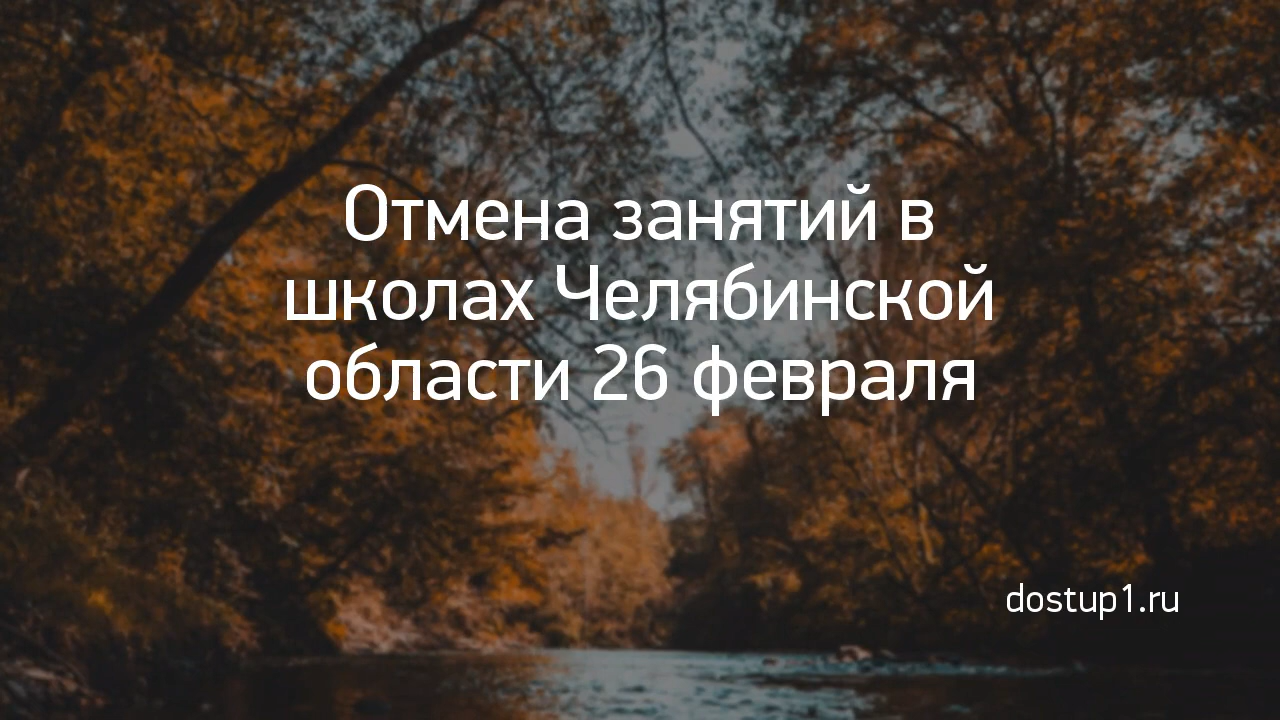 Отмена занятий в
школах Челябинской
области 26 февраля
dostup1.ru